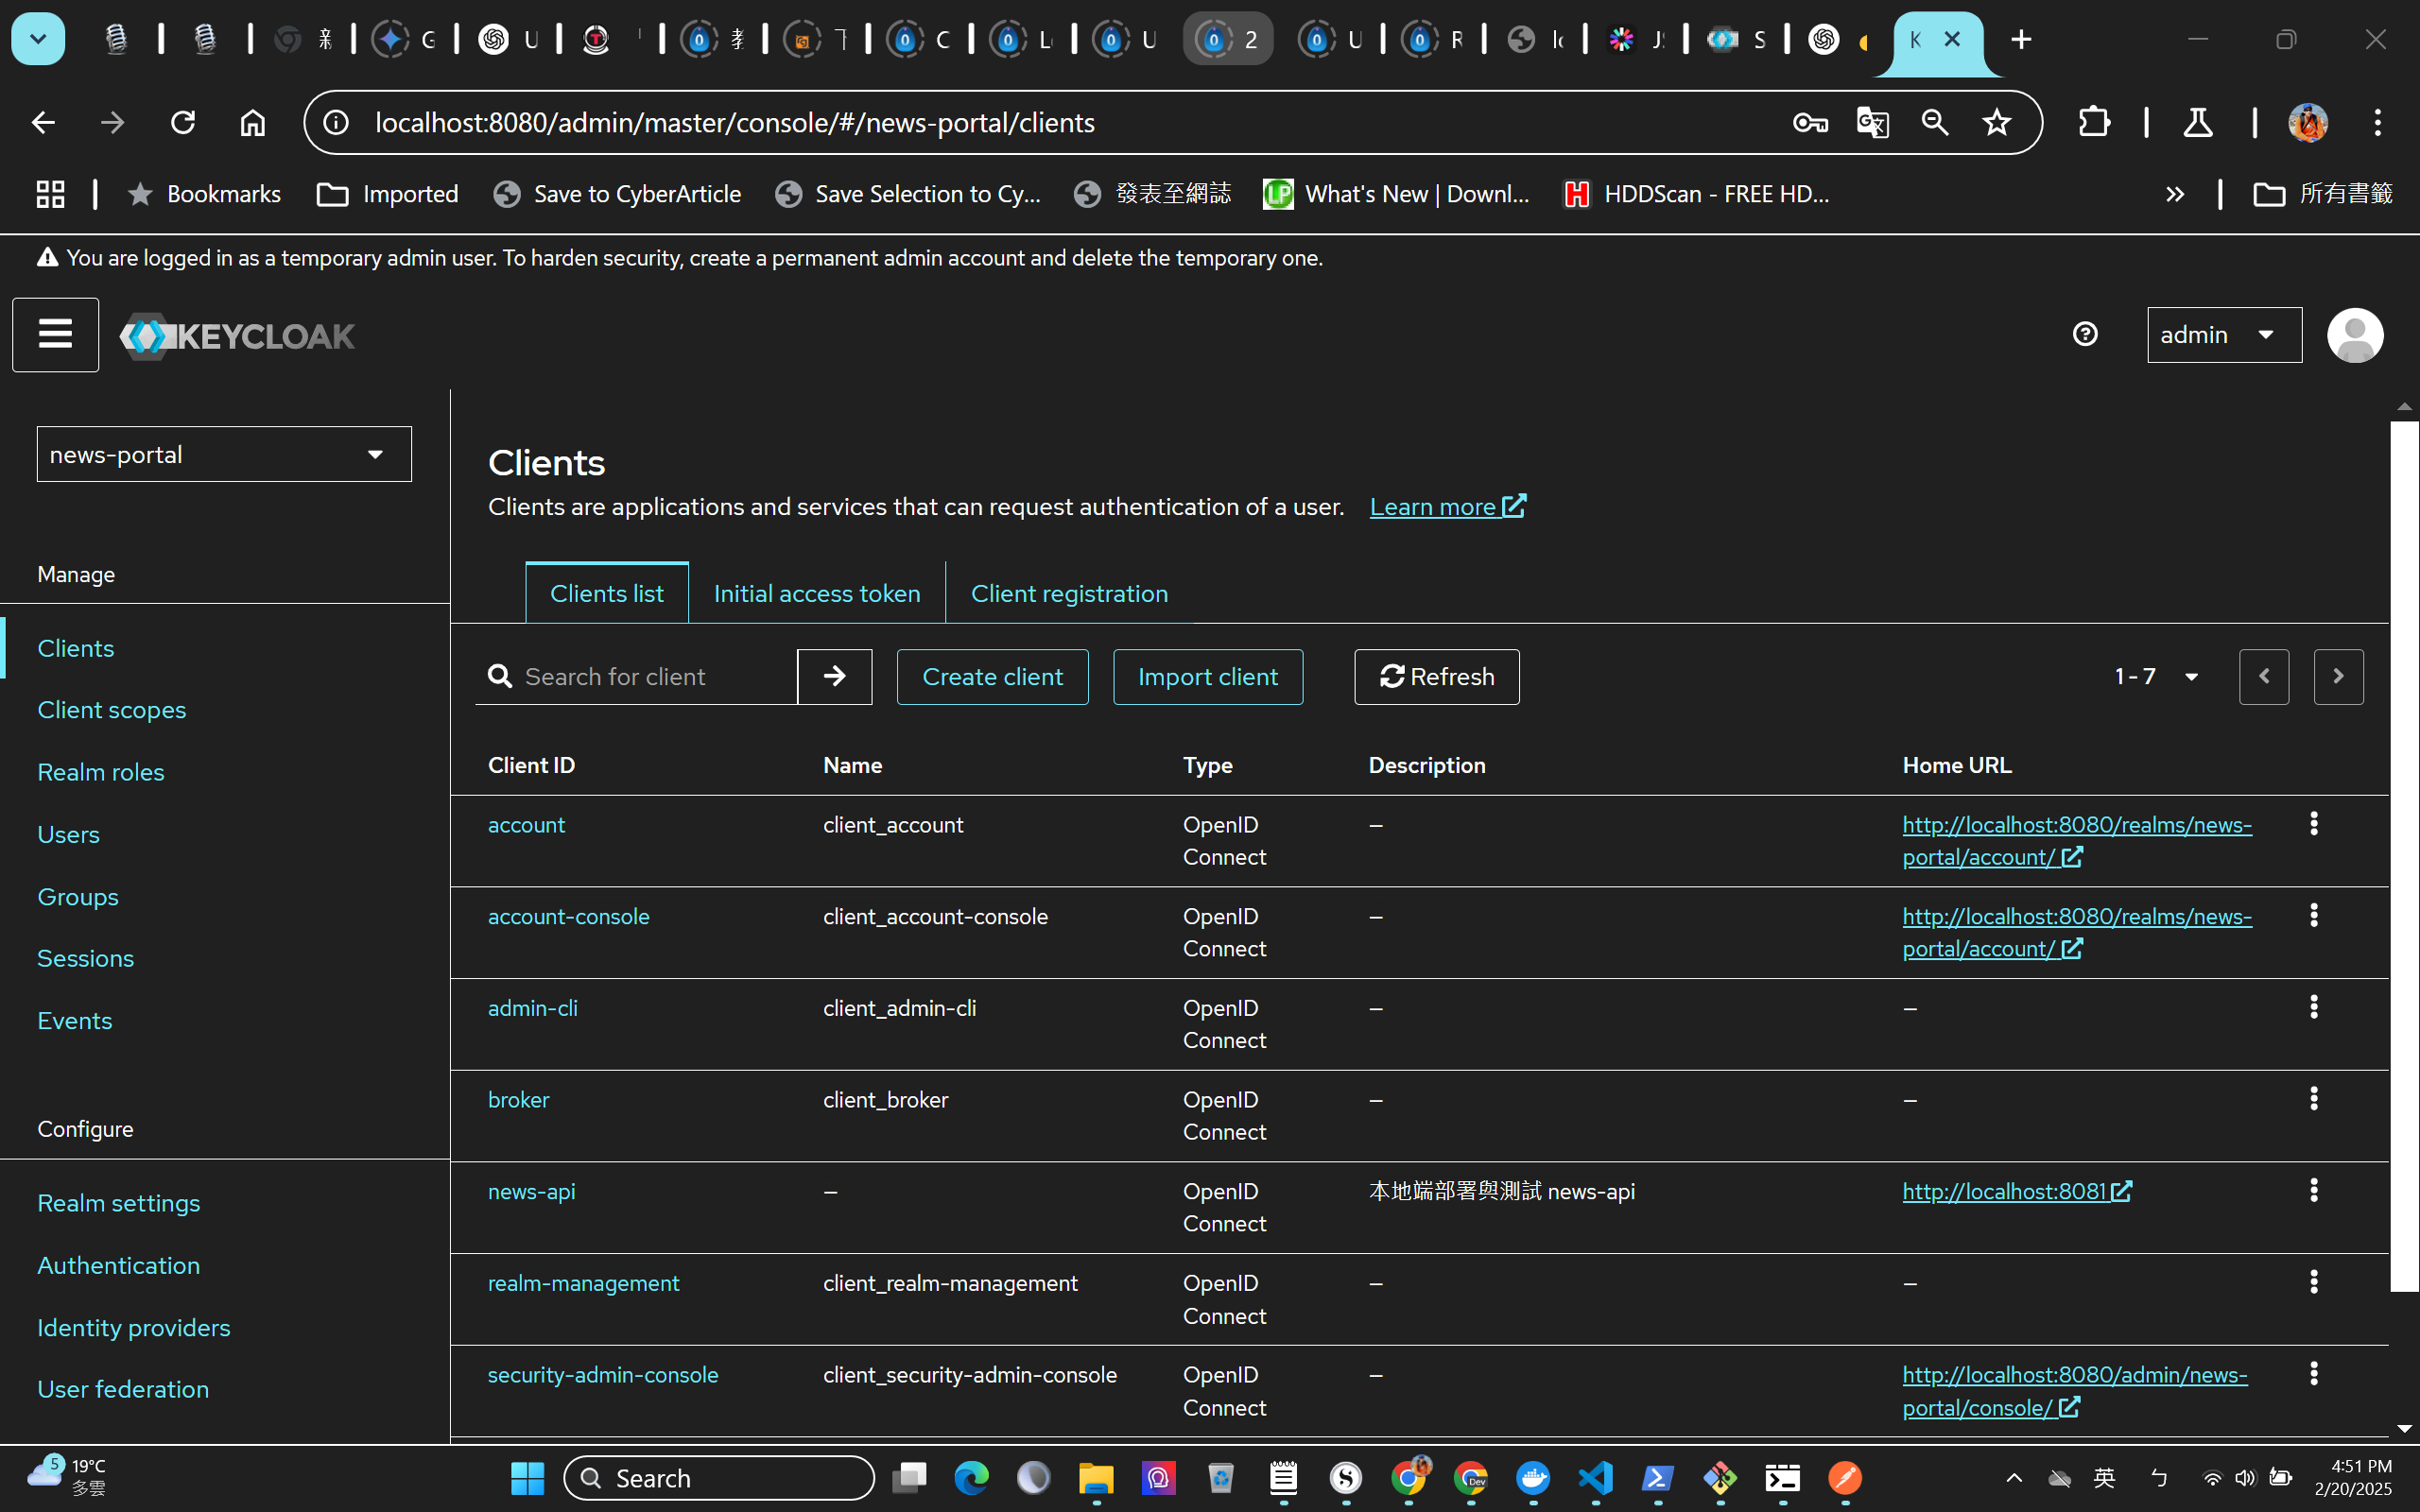 G
U
C
L
U
2
U
R
S
K
localhost:8080/admin/master/console/#/news-portal/clients
Bookmarks
Imported
Save to CyberArticle
Save Selection to Cy...
發表至網誌
What's New | Downl...
HDDScan - FREE HD...
所有書籤
You are logged in as a temporary admin user. To harden security, create a permanent admin account and delete the temporary one.
KEYCLOAK
admin
news-portal
Manage
Clients
Client scopes
Realm roles
Users
Groups
Sessions
Events
Configure
Realm settings
Authentication
Identity providers
User federation
Clients
Clients are applications and services that can request authentication of a user. Learn more
Clients list
Initial access token
Client registration
Search for client
Create client
Import client
Refresh
1 - 7
Client ID Name Type Description Home URL
account client_account OpenID – http://localhost:8080/realms/news-
Connect portal/account/
account-console client_account-console OpenID – http://localhost:8080/realms/news-
Connect portal/account/
admin-cli client_admin-cli OpenID – –
Connect
broker client_broker OpenID – –
Connect
news-api – OpenID 本地端部署與測試 news-api http://localhost:8081
Connect
realm-management client_realm-management OpenID – –
Connect
security-admin-console client_security-admin-console OpenID – http://localhost:8080/admin/news-
Connect portal/console/
5
19°C
多雲
Search
Dev
英
ㄅ
4:51 PM
2/20/2025